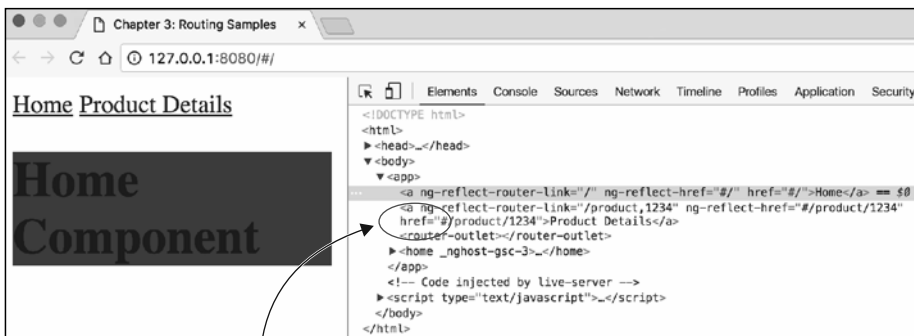 Chapter 3: Routing Samples ×
127.0.0.1:8080/#/
Home Product Details
Home
Component
Elements Console Sources Network Timeline Profiles Application Security
<!DOCTYPE html>
<html>
▶<head>…</head>
▼<body>
▼<app>
... <a ng-reflect-router-link="/" ng-reflect-href="#/" href="#/">Home</a> == $0
<a ng-reflect-router-link="/product,1234" ng-reflect-href="#/product/1234"
href="#/product/1234">Product Details</a>
<router-outlet></router-outlet>
▶<home _nghost-gsc-3>…</home>
</app>
<!-- Code injected by live-server -->
▶<script type="text/javascript">…</script>
</body>
</html>